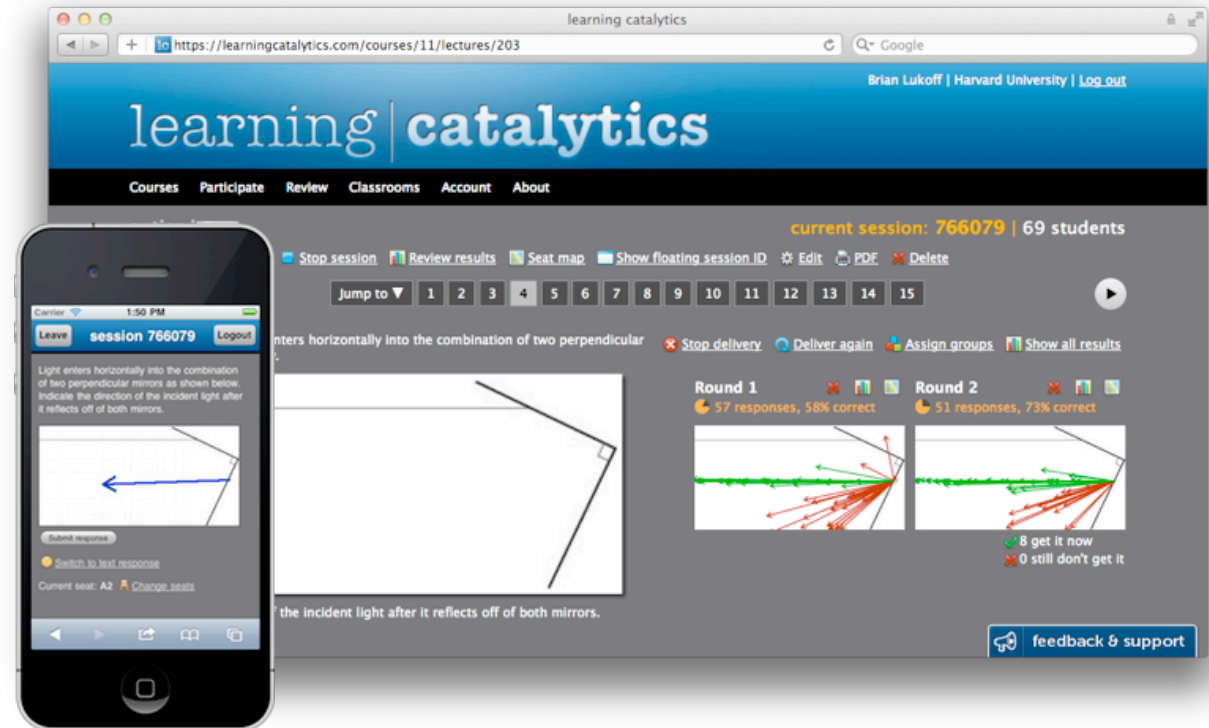 learning catalytics
https://learningcatalytics.com/courses/11/lectures/203
Google
Brian Lukoff | Harvard University | Log out
learning | catalytics
Courses Participate Review Classrooms Account About
current session: 766079 | 69 students
Stop session Review results Seat map Show floating session ID Edit PDF Delete
Jump to ▼ 1 2 3 4 5 6 7 8 9 10 11 12 13 14 15
nters horizontally into the combination of two perpendicular
Stop delivery Deliver again Assign groups Show all results
Round 1
57 responses, 58% correct
Round 2
51 responses, 73% correct
8 get it now
0 still don't get it
the incident light after it reflects off of both mirrors.
feedback & support
Carrier 1:50 PM
Leave session 766079 Logout
Light enters horizontally into the combination
of two perpendicular mirrors as shown below.
Indicate the direction of the incident light after
it reflects off of both mirrors.
Submit response
Switch to text response
Current seat: A2 Change seats